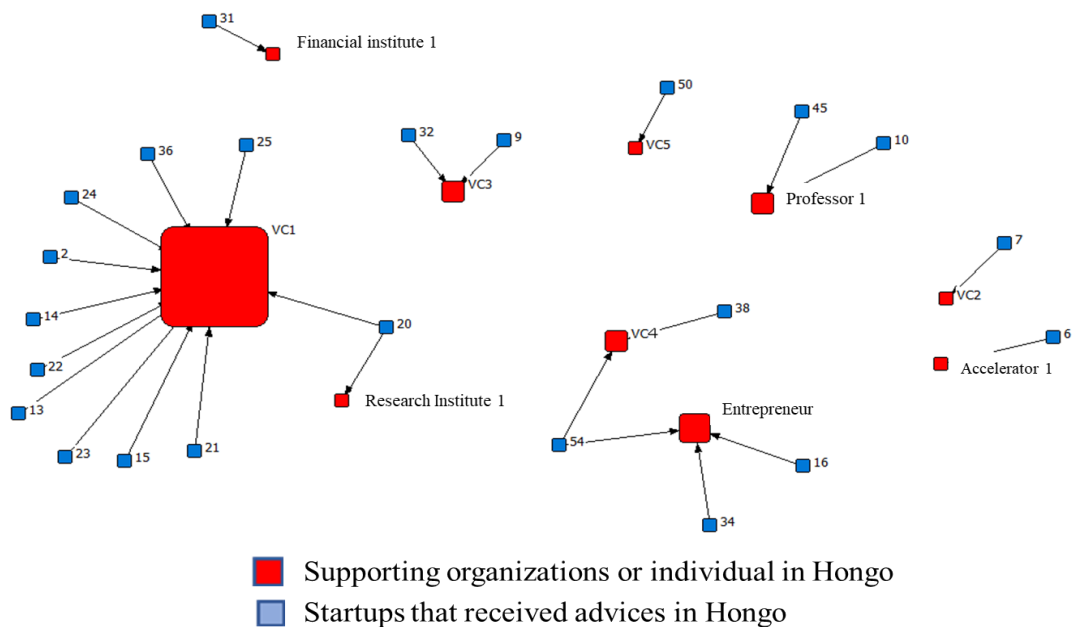 31
Financial institute 1
50
45
32
9
10
25
36
VC5
VC3
24
Professor 1
VC1
7
2
VC2
38
14
20
VC4
6
22
Accelerator 1
Research Institute 1
13
Entrepreneur
54
21
23
15
16
34
Supporting organizations or individual in Hongo
Startups that received advices in Hongo